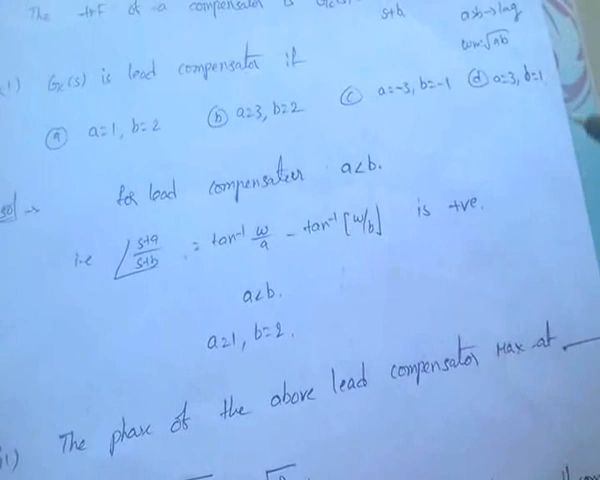 The trF of a compensator is Gc(s)
s+b
a>b→lag
ωm√ab
1) Gc(s) is lead compensator if
(a) a=1, b=2 (b) a=3, b=2 (c) a=-3, b=-1 (d) a=3, b=1
sol → for lead compensator a<b.
i.e ∠ s+a/s+b = tan⁻¹ ω/a - tan⁻¹ [ω/b] is +ve.
a<b.
a=1, b=2.
1) The phase of the above lead compensator Max at